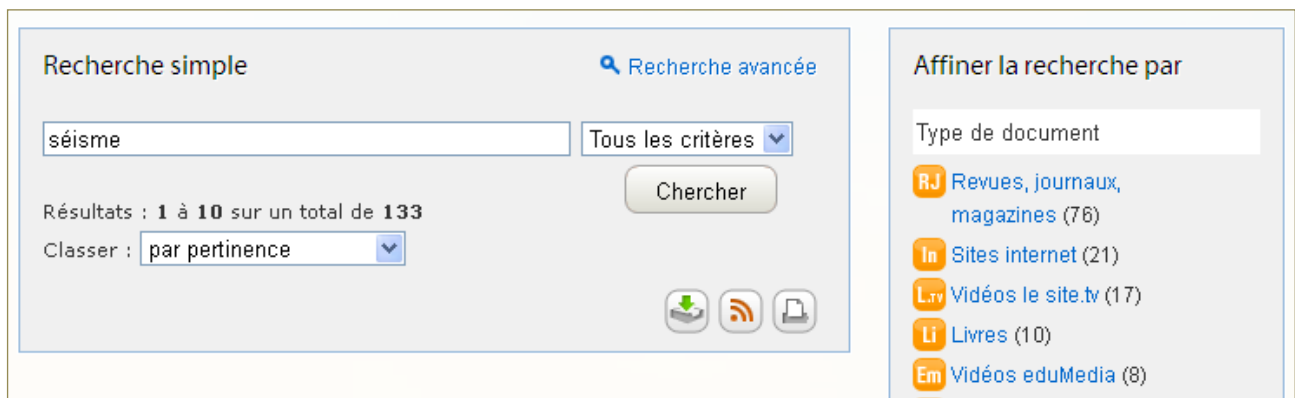 Recherche simple
Recherche avancée
séisme
Tous les critères
Chercher
Résultats : 1 à 10 sur un total de 133
Classer : par pertinence
Affiner la recherche par
Type de document
RJ Revues, journaux,
magazines (76)
In Sites internet (21)
L.TV Vidéos le site.tv (17)
Li Livres (10)
Em Vidéos eduMedia (8)